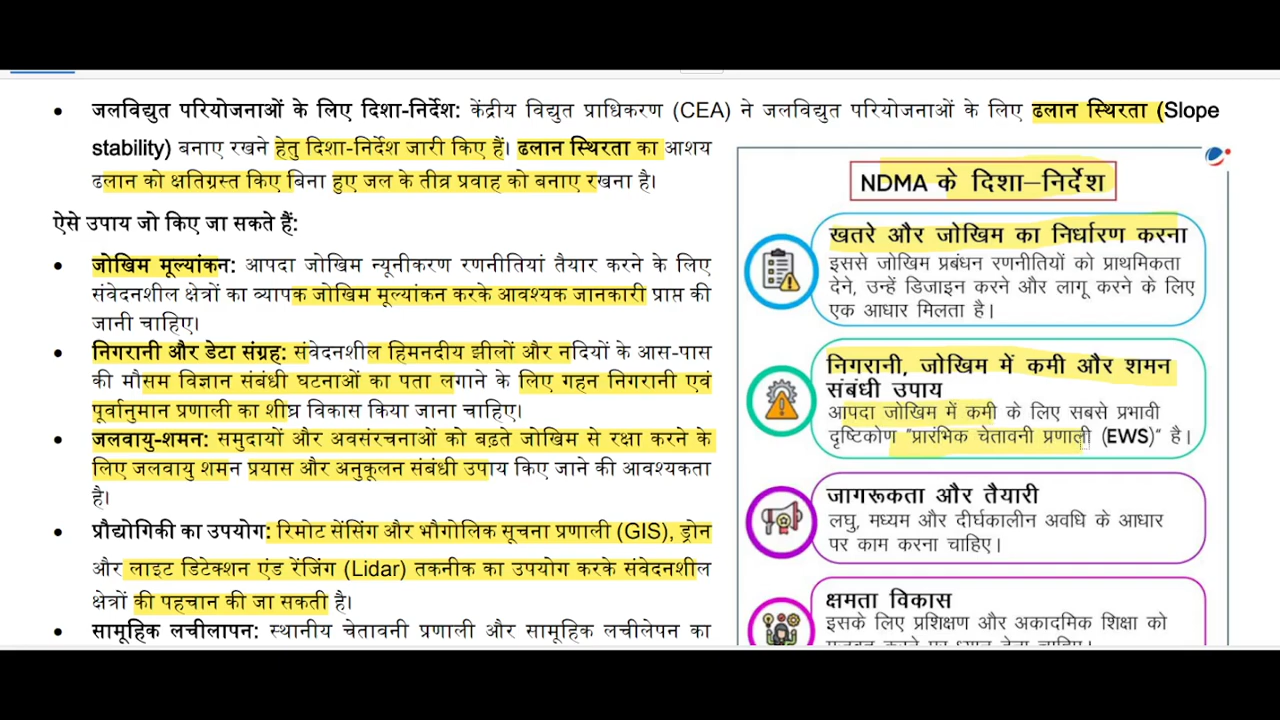 • जलविद्युत परियोजनाओं के लिए दिशा-निर्देश: केंद्रीय विद्युत प्राधिकरण (CEA) ने जलविद्युत परियोजनाओं के लिए ढलान स्थिरता (Slope
stability) बनाए रखने हेतु दिशा-निर्देश जारी किए हैं। ढलान स्थिरता का आशय
ढलान को क्षतिग्रस्त किए बिना हुए जल के तीव्र प्रवाह को बनाए रखना है।
ऐसे उपाय जो किए जा सकते हैं:
• जोखिम मूल्यांकन: आपदा जोखिम न्यूनीकरण रणनीतियां तैयार करने के लिए
संवेदनशील क्षेत्रों का व्यापक जोखिम मूल्यांकन करके आवश्यक जानकारी प्राप्त की
जानी चाहिए।
• निगरानी और डेटा संग्रह: संवेदनशील हिमनदीय झीलों और नदियों के आस-पास
की मौसम विज्ञान संबंधी घटनाओं का पता लगाने के लिए गहन निगरानी एवं
पूर्वानुमान प्रणाली का शीघ्र विकास किया जाना चाहिए।
• जलवायु-शमन: समुदायों और अवसंरचनाओं को बढ़ते जोखिम से रक्षा करने के
लिए जलवायु शमन प्रयास और अनुकूलन संबंधी उपाय किए जाने की आवश्यकता
है।
• प्रौद्योगिकी का उपयोग: रिमोट सेंसिंग और भौगोलिक सूचना प्रणाली (GIS), ड्रोन
और लाइट डिटेक्शन एंड रेंजिंग (Lidar) तकनीक का उपयोग करके संवेदनशील
क्षेत्रों की पहचान की जा सकती है।
• सामूहिक लचीलापन: स्थानीय चेतावनी प्रणाली और सामूहिक लचीलेपन का
NDMA के दिशा–निर्देश
खतरे और जोखिम का निर्धारण करना
इससे जोखिम प्रबंधन रणनीतियों को प्राथमिकता
देने, उन्हें डिजाइन करने और लागू करने के लिए
एक आधार मिलता है।
निगरानी, जोखिम में कमी और शमन
संबंधी उपाय
आपदा जोखिम में कमी के लिए सबसे प्रभावी
दृष्टिकोण "प्रारंभिक चेतावनी प्रणाली (EWS)" है।
जागरूकता और तैयारी
लघु, मध्यम और दीर्घकालीन अवधि के आधार
पर काम करना चाहिए।
क्षमता विकास
इसके लिए प्रशिक्षण और अकादमिक शिक्षा को